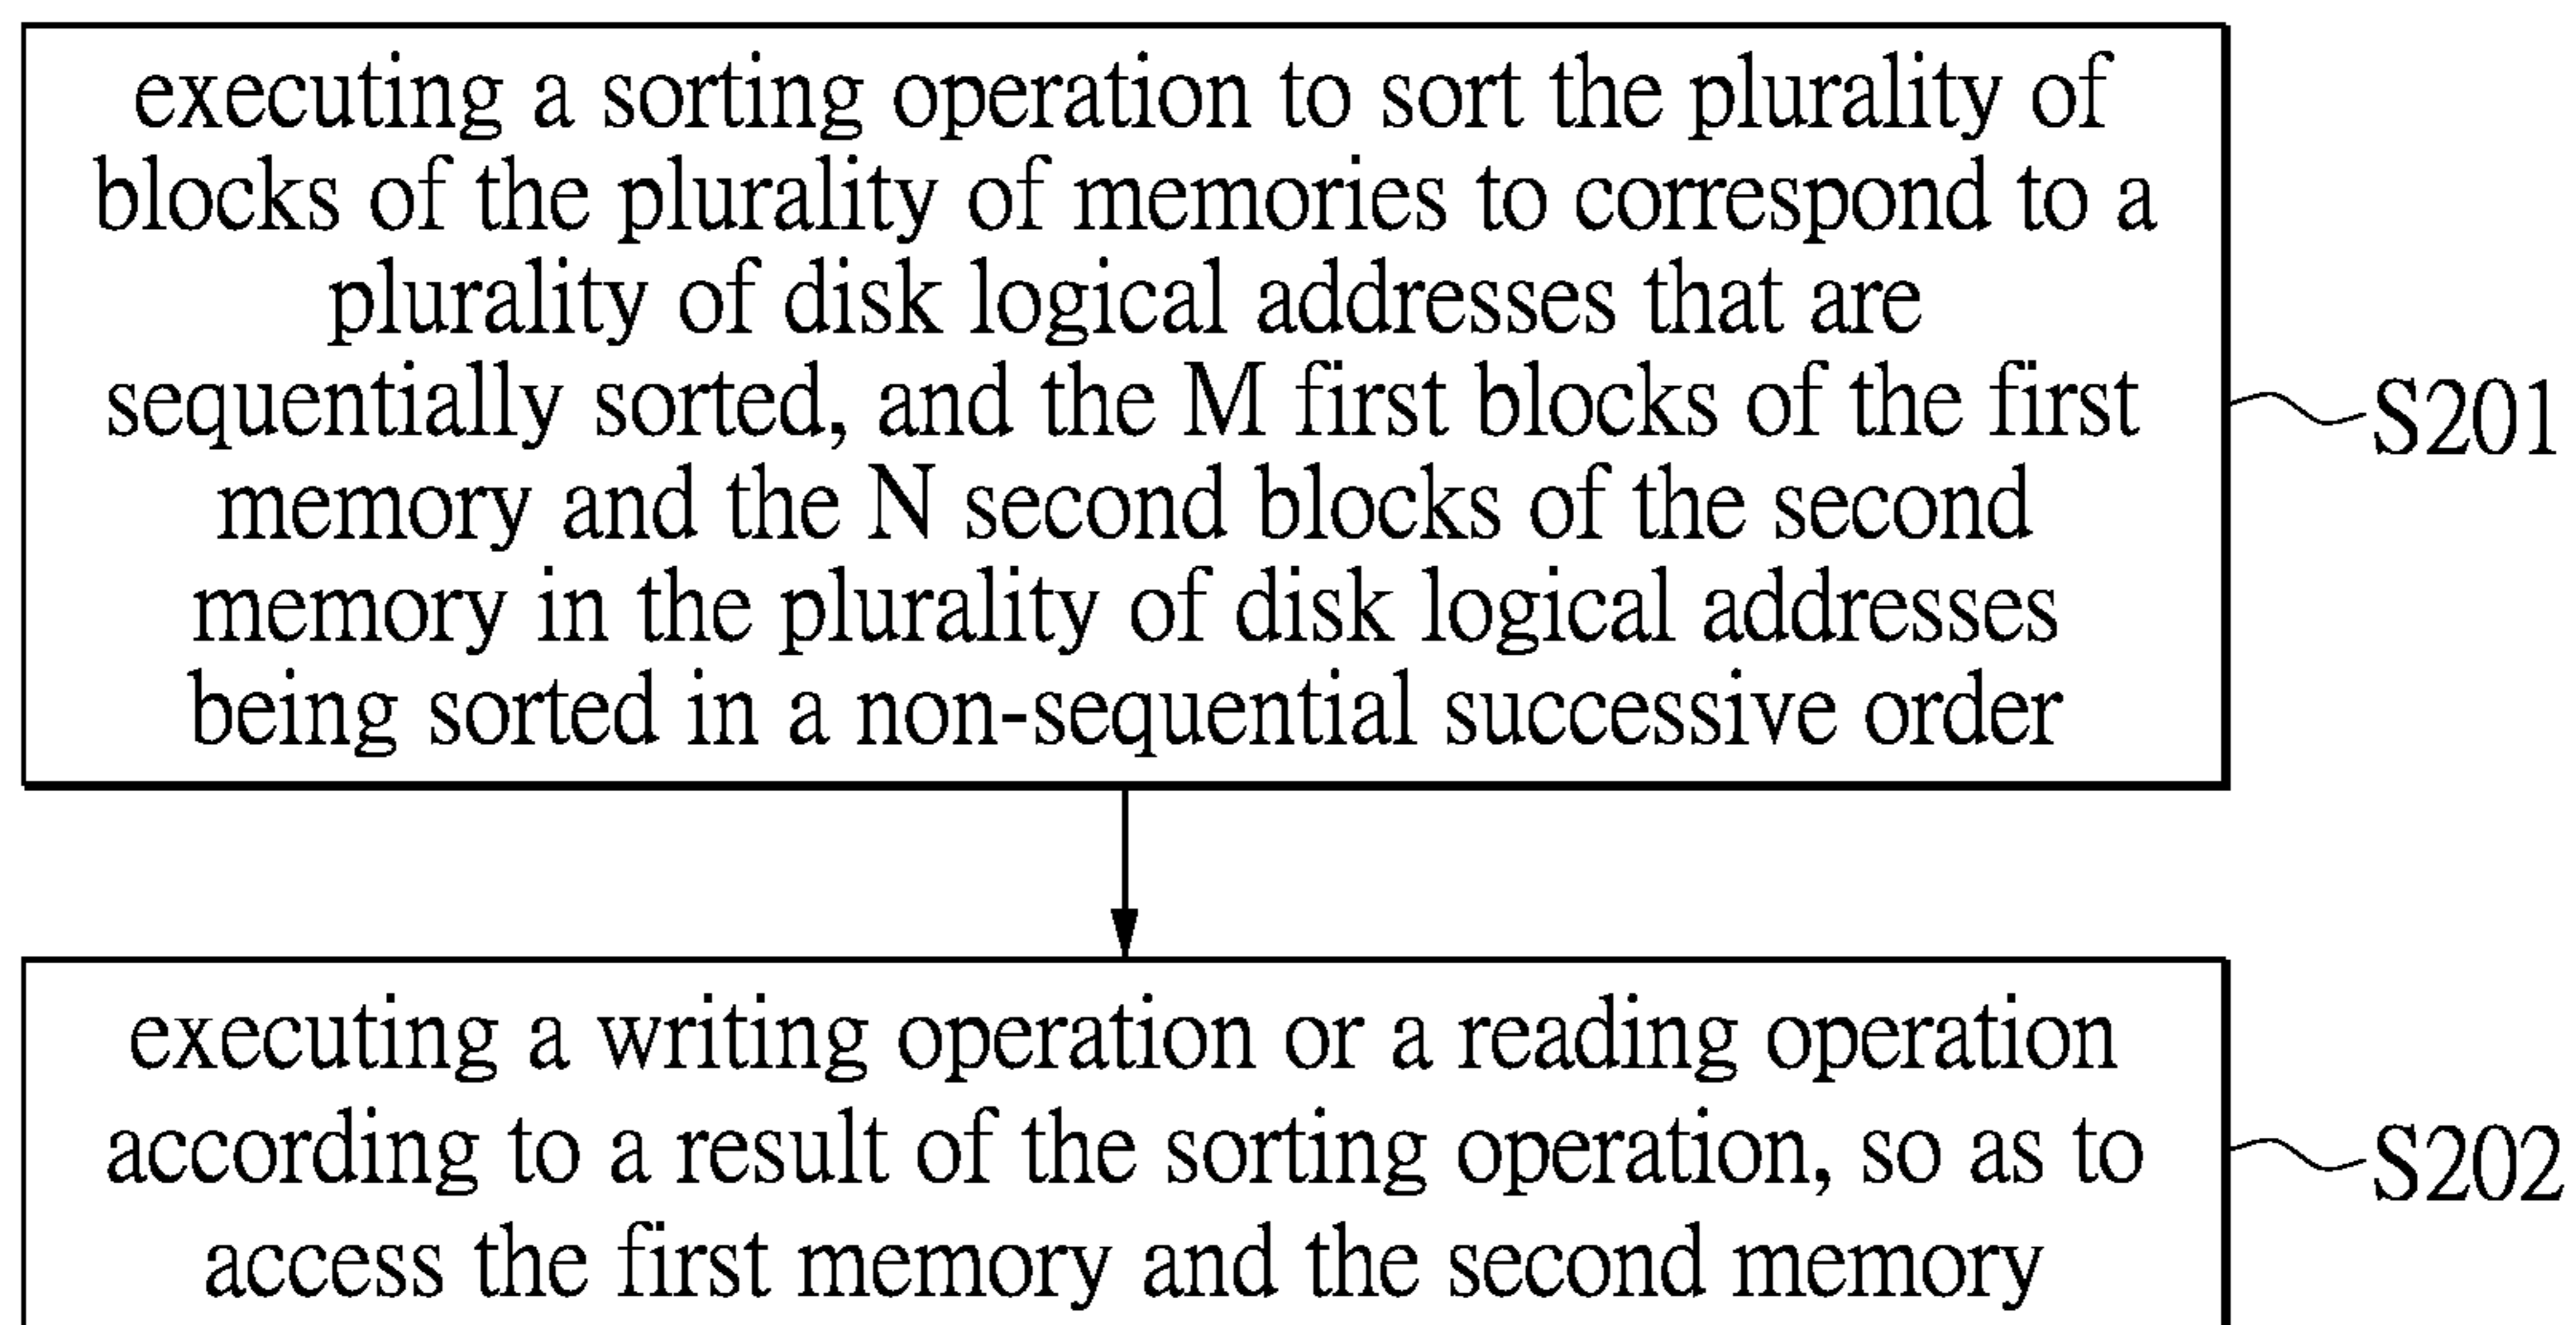 executing a sorting operation to sort the plurality of
blocks of the plurality of memories to correspond to a
plurality of disk logical addresses that are
sequentially sorted, and the M first blocks of the first
memory and the N second blocks of the second
memory in the plurality of disk logical addresses
being sorted in a non-sequential successive order
S201
executing a writing operation or a reading operation
according to a result of the sorting operation, so as to
access the first memory and the second memory
S202